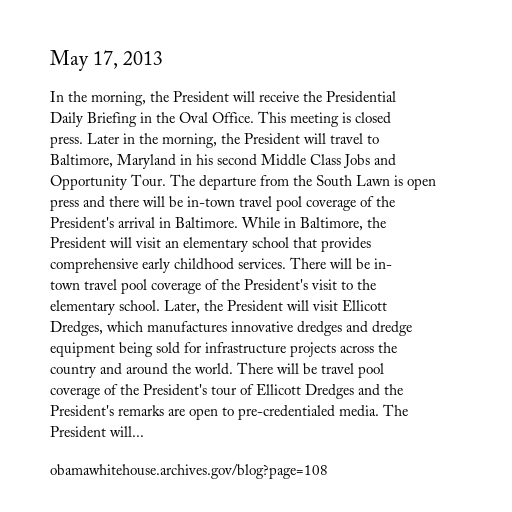 May 17, 2013
In the morning, the President will receive the Presidential
Daily Briefing in the Oval Office. This meeting is closed
press. Later in the morning, the President will travel to
Baltimore, Maryland in his second Middle Class Jobs and
Opportunity Tour. The departure from the South Lawn is open
press and there will be in-town travel pool coverage of the
President's arrival in Baltimore. While in Baltimore, the
President will visit an elementary school that provides
comprehensive early childhood services. There will be in-
town travel pool coverage of the President's visit to the
elementary school. Later, the President will visit Ellicott
Dredges, which manufactures innovative dredges and dredge
equipment being sold for infrastructure projects across the
country and around the world. There will be travel pool
coverage of the President's tour of Ellicott Dredges and the
President's remarks are open to pre-credentialed media. The
President will...
obamawhitehouse.archives.gov/blog?page=108